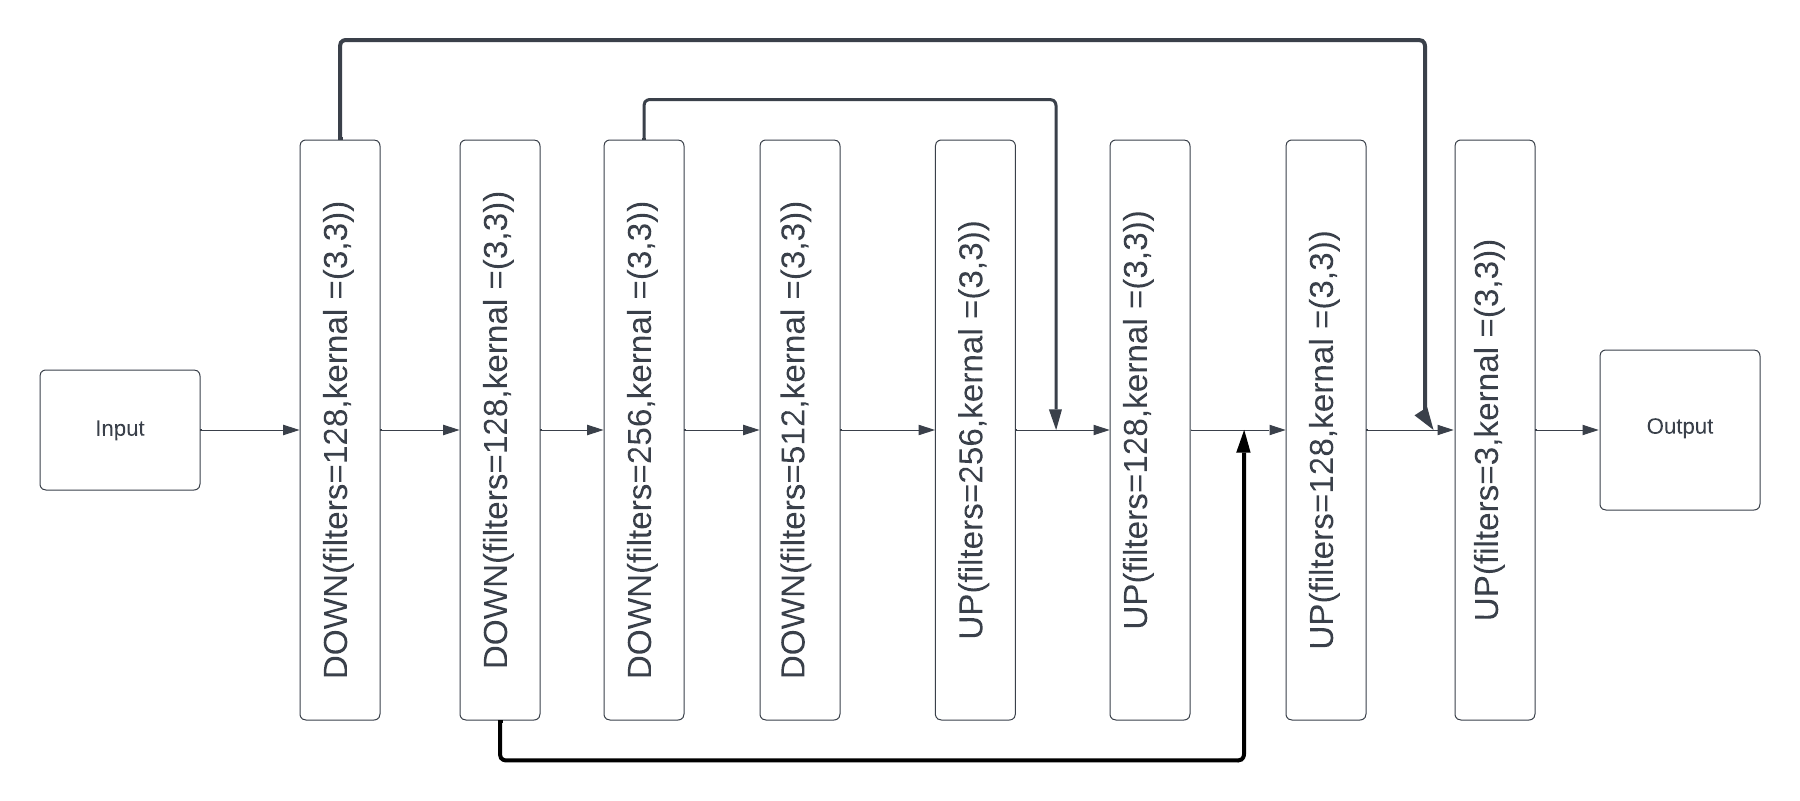 Input
DOWN(filters=128,kernal =(3,3))
DOWN(filters=128,kernal =(3,3))
DOWN(filters=256,kernal =(3,3))
DOWN(filters=512,kernal =(3,3))
UP(filters=256,kernal =(3,3))
UP(filters=128,kernal =(3,3))
UP(filters=128,kernal =(3,3))
UP(filters=3,kernal =(3,3))
Output